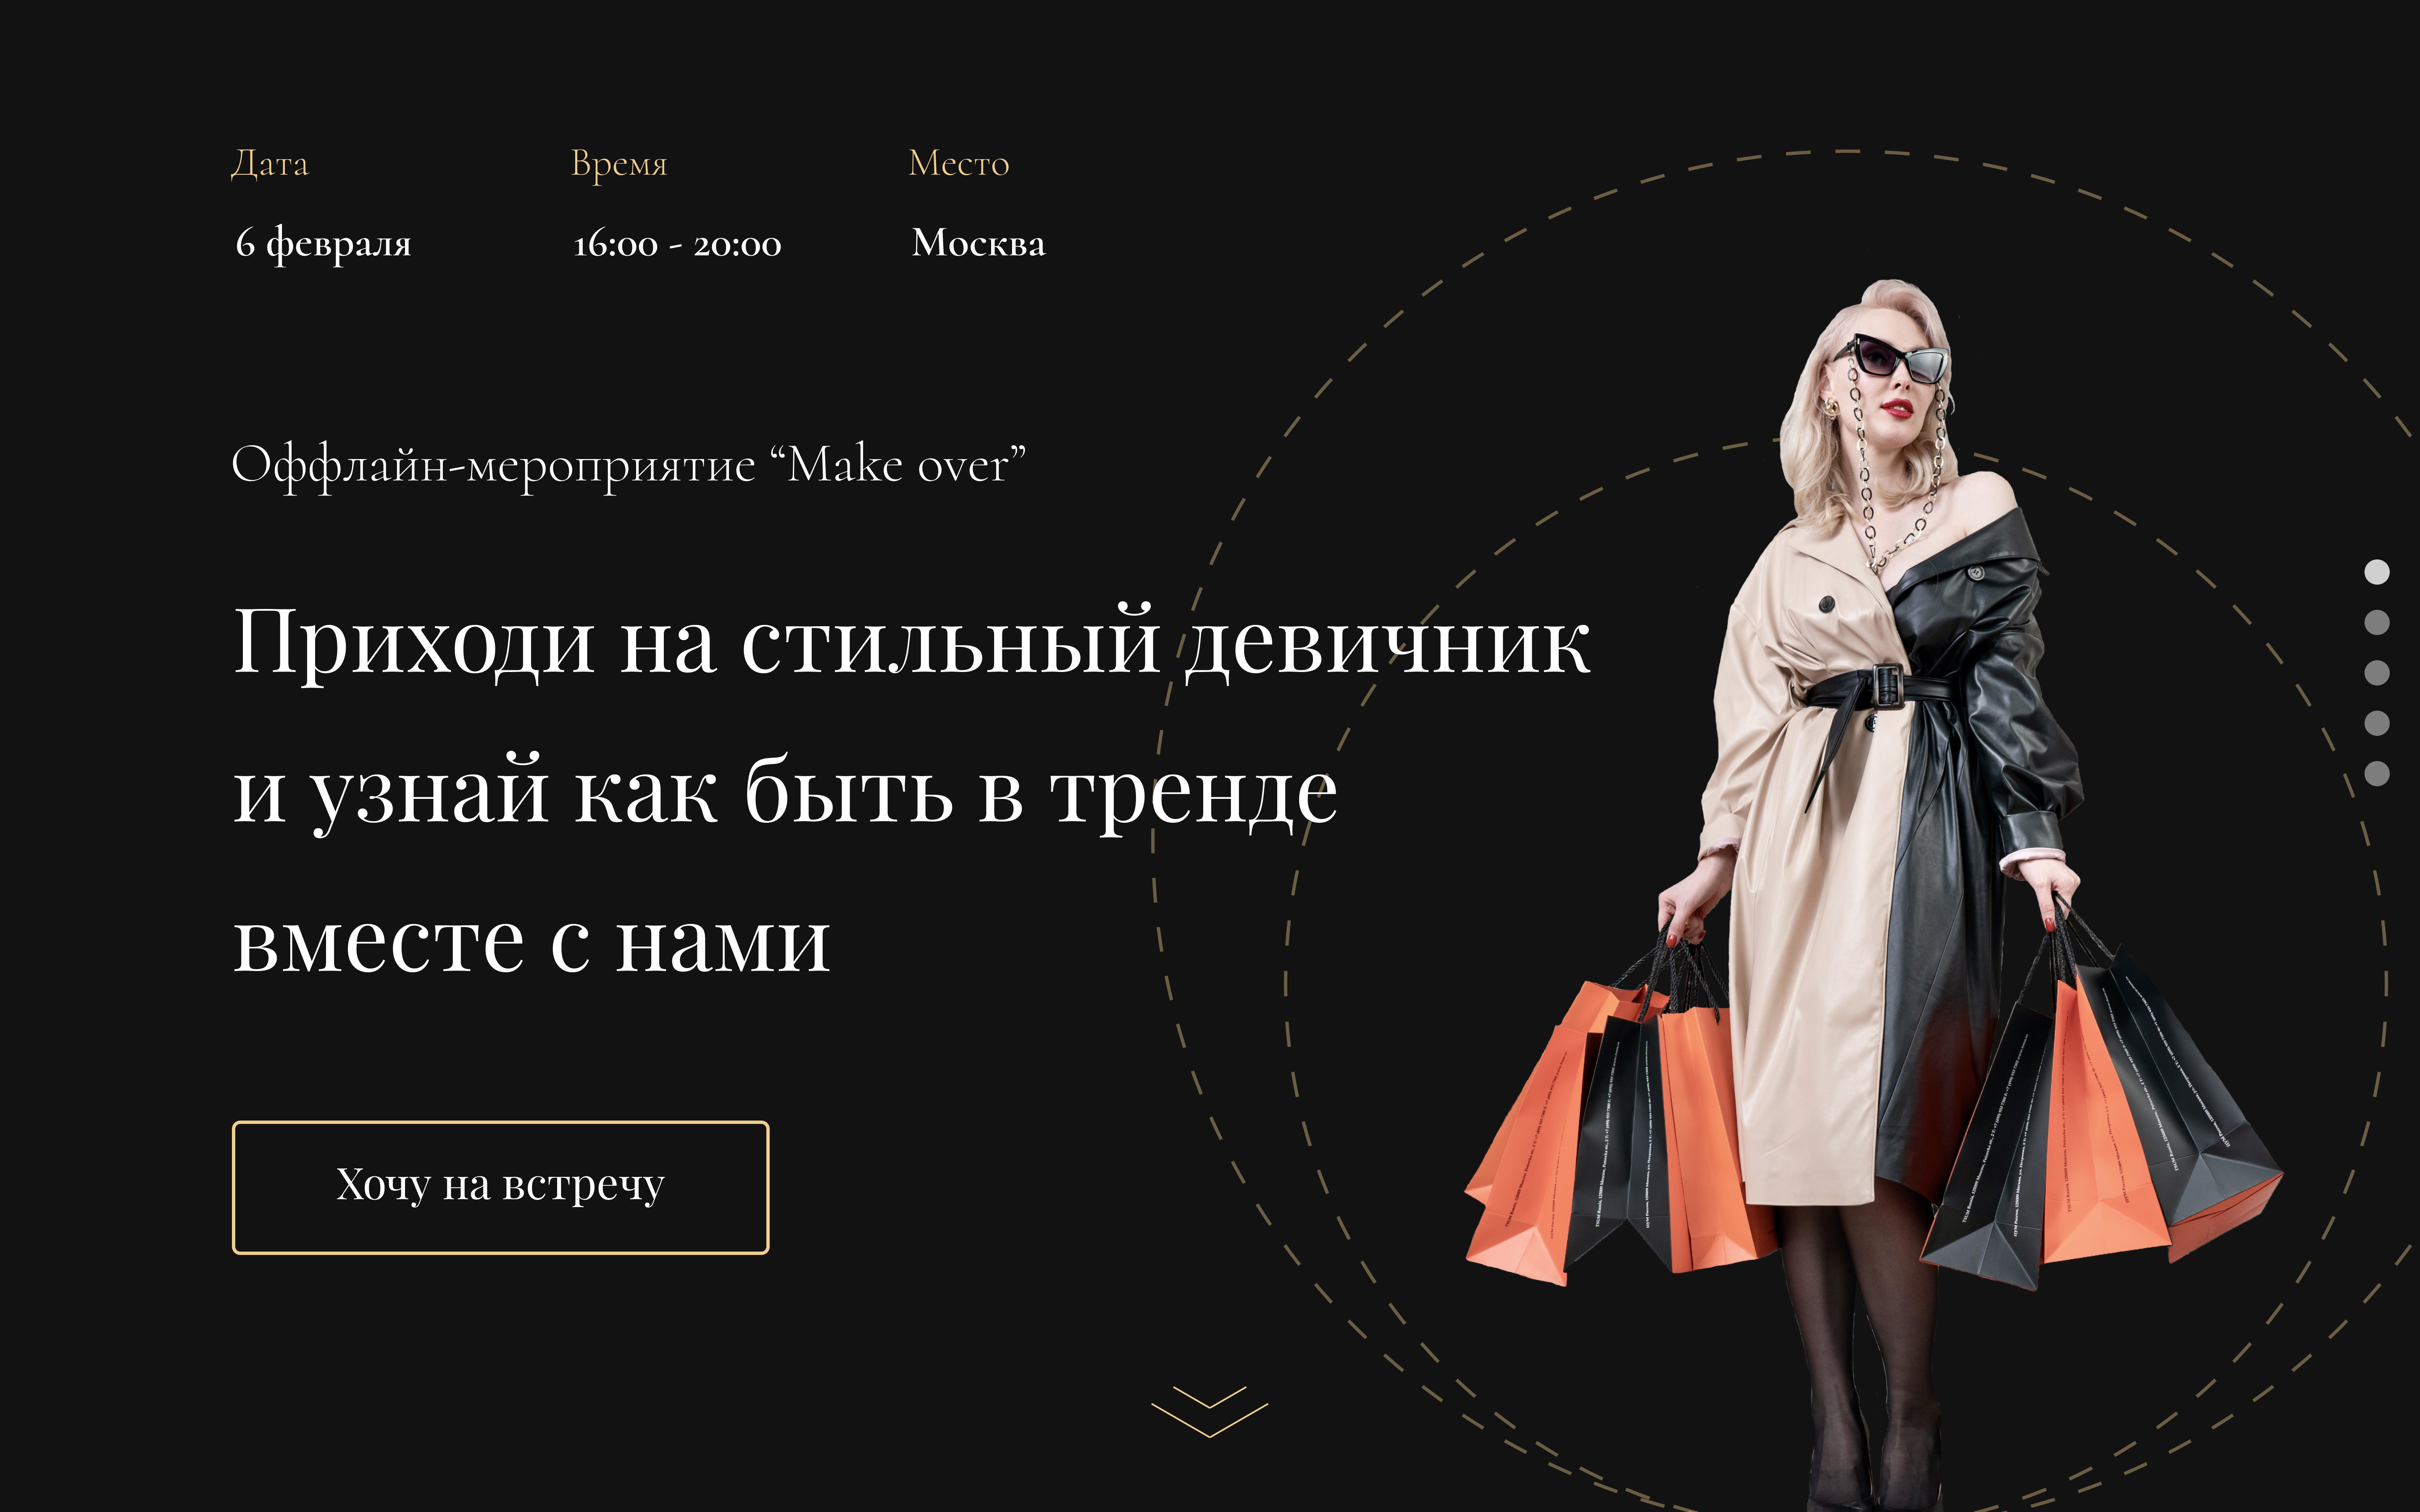 Дата
Время
Место
6 февраля
16:00 - 20:00
Москва
Оффлайн-мероприятие “Make over”
Приходи на стильный девичник
и узнай как быть в тренде
вместе с нами
Хочу на встречу